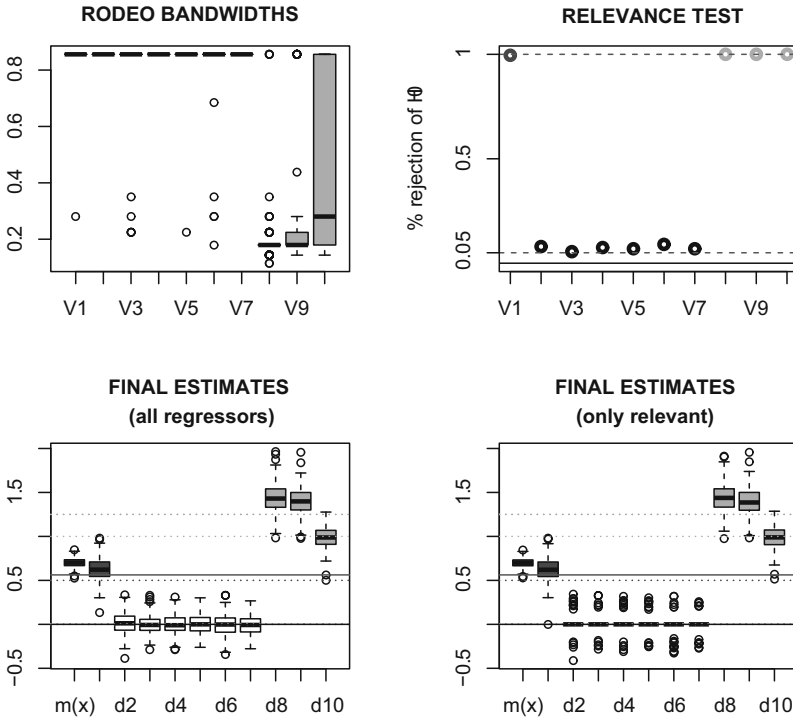 RODEO BANDWIDTHS
0.8
0.6
0.4
0.2
V1 V3 V5 V7 V9
RELEVANCE TEST
% rejection of H0
1
0.5
0.05
V1 V3 V5 V7 V9
FINAL ESTIMATES
(all regressors)
1.5
0.5
−0.5
m(x) d2 d4 d6 d8 d10
FINAL ESTIMATES
(only relevant)
1.5
0.5
−0.5
m(x) d2 d4 d6 d8 d10